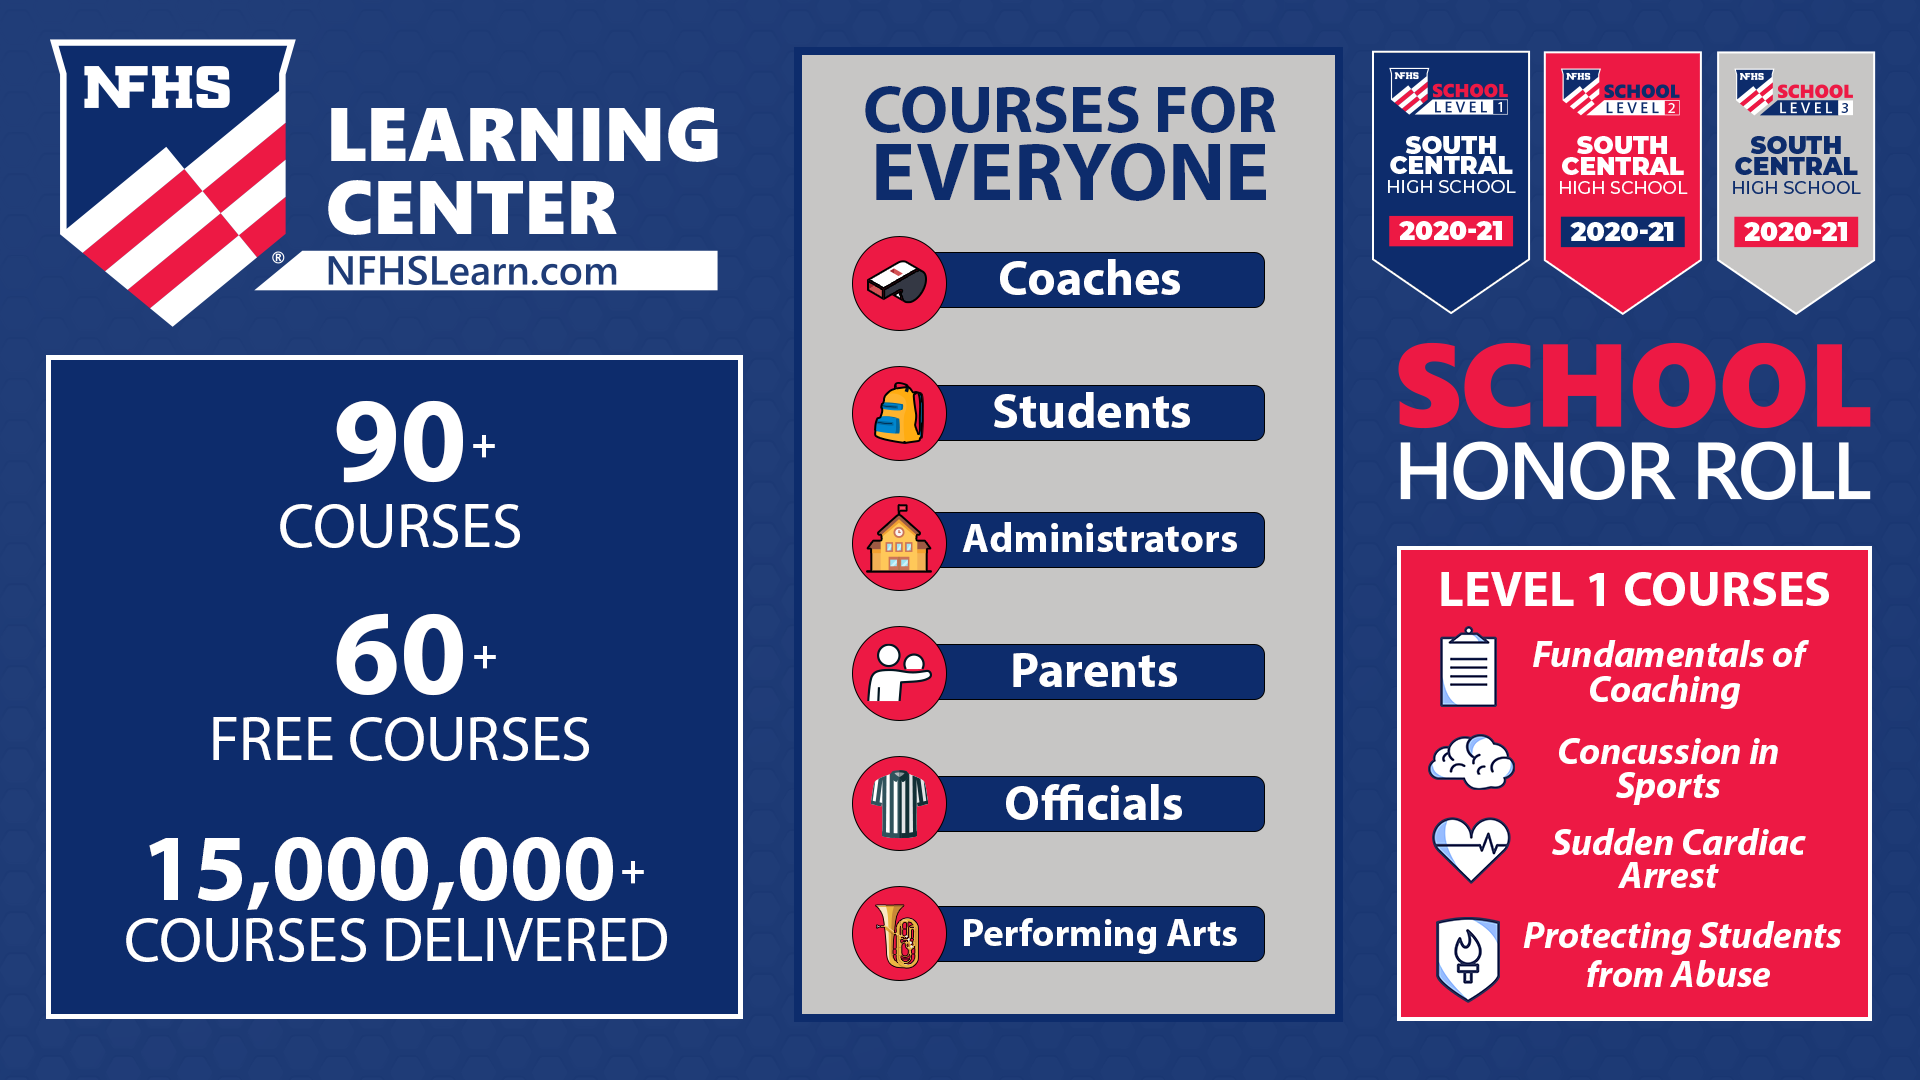 NFHS
LEARNING
CENTER
®
NFHSLearn.com
90+
COURSES
60+
FREE COURSES
15,000,000+
COURSES DELIVERED
COURSES FOR
EVERYONE
Coaches
Students
Administrators
Parents
Officials
Performing Arts
NFHS
SCHOOL
LEVEL 1
SOUTH
CENTRAL
HIGH SCHOOL
2020-21
NFHS
SCHOOL
LEVEL 2
SOUTH
CENTRAL
HIGH SCHOOL
2020-21
NFHS
SCHOOL
LEVEL 3
SOUTH
CENTRAL
HIGH SCHOOL
2020-21
SCHOOL
HONOR ROLL
LEVEL 1 COURSES
Fundamentals of
Coaching
Concussion in
Sports
Sudden Cardiac
Arrest
Protecting Students
from Abuse